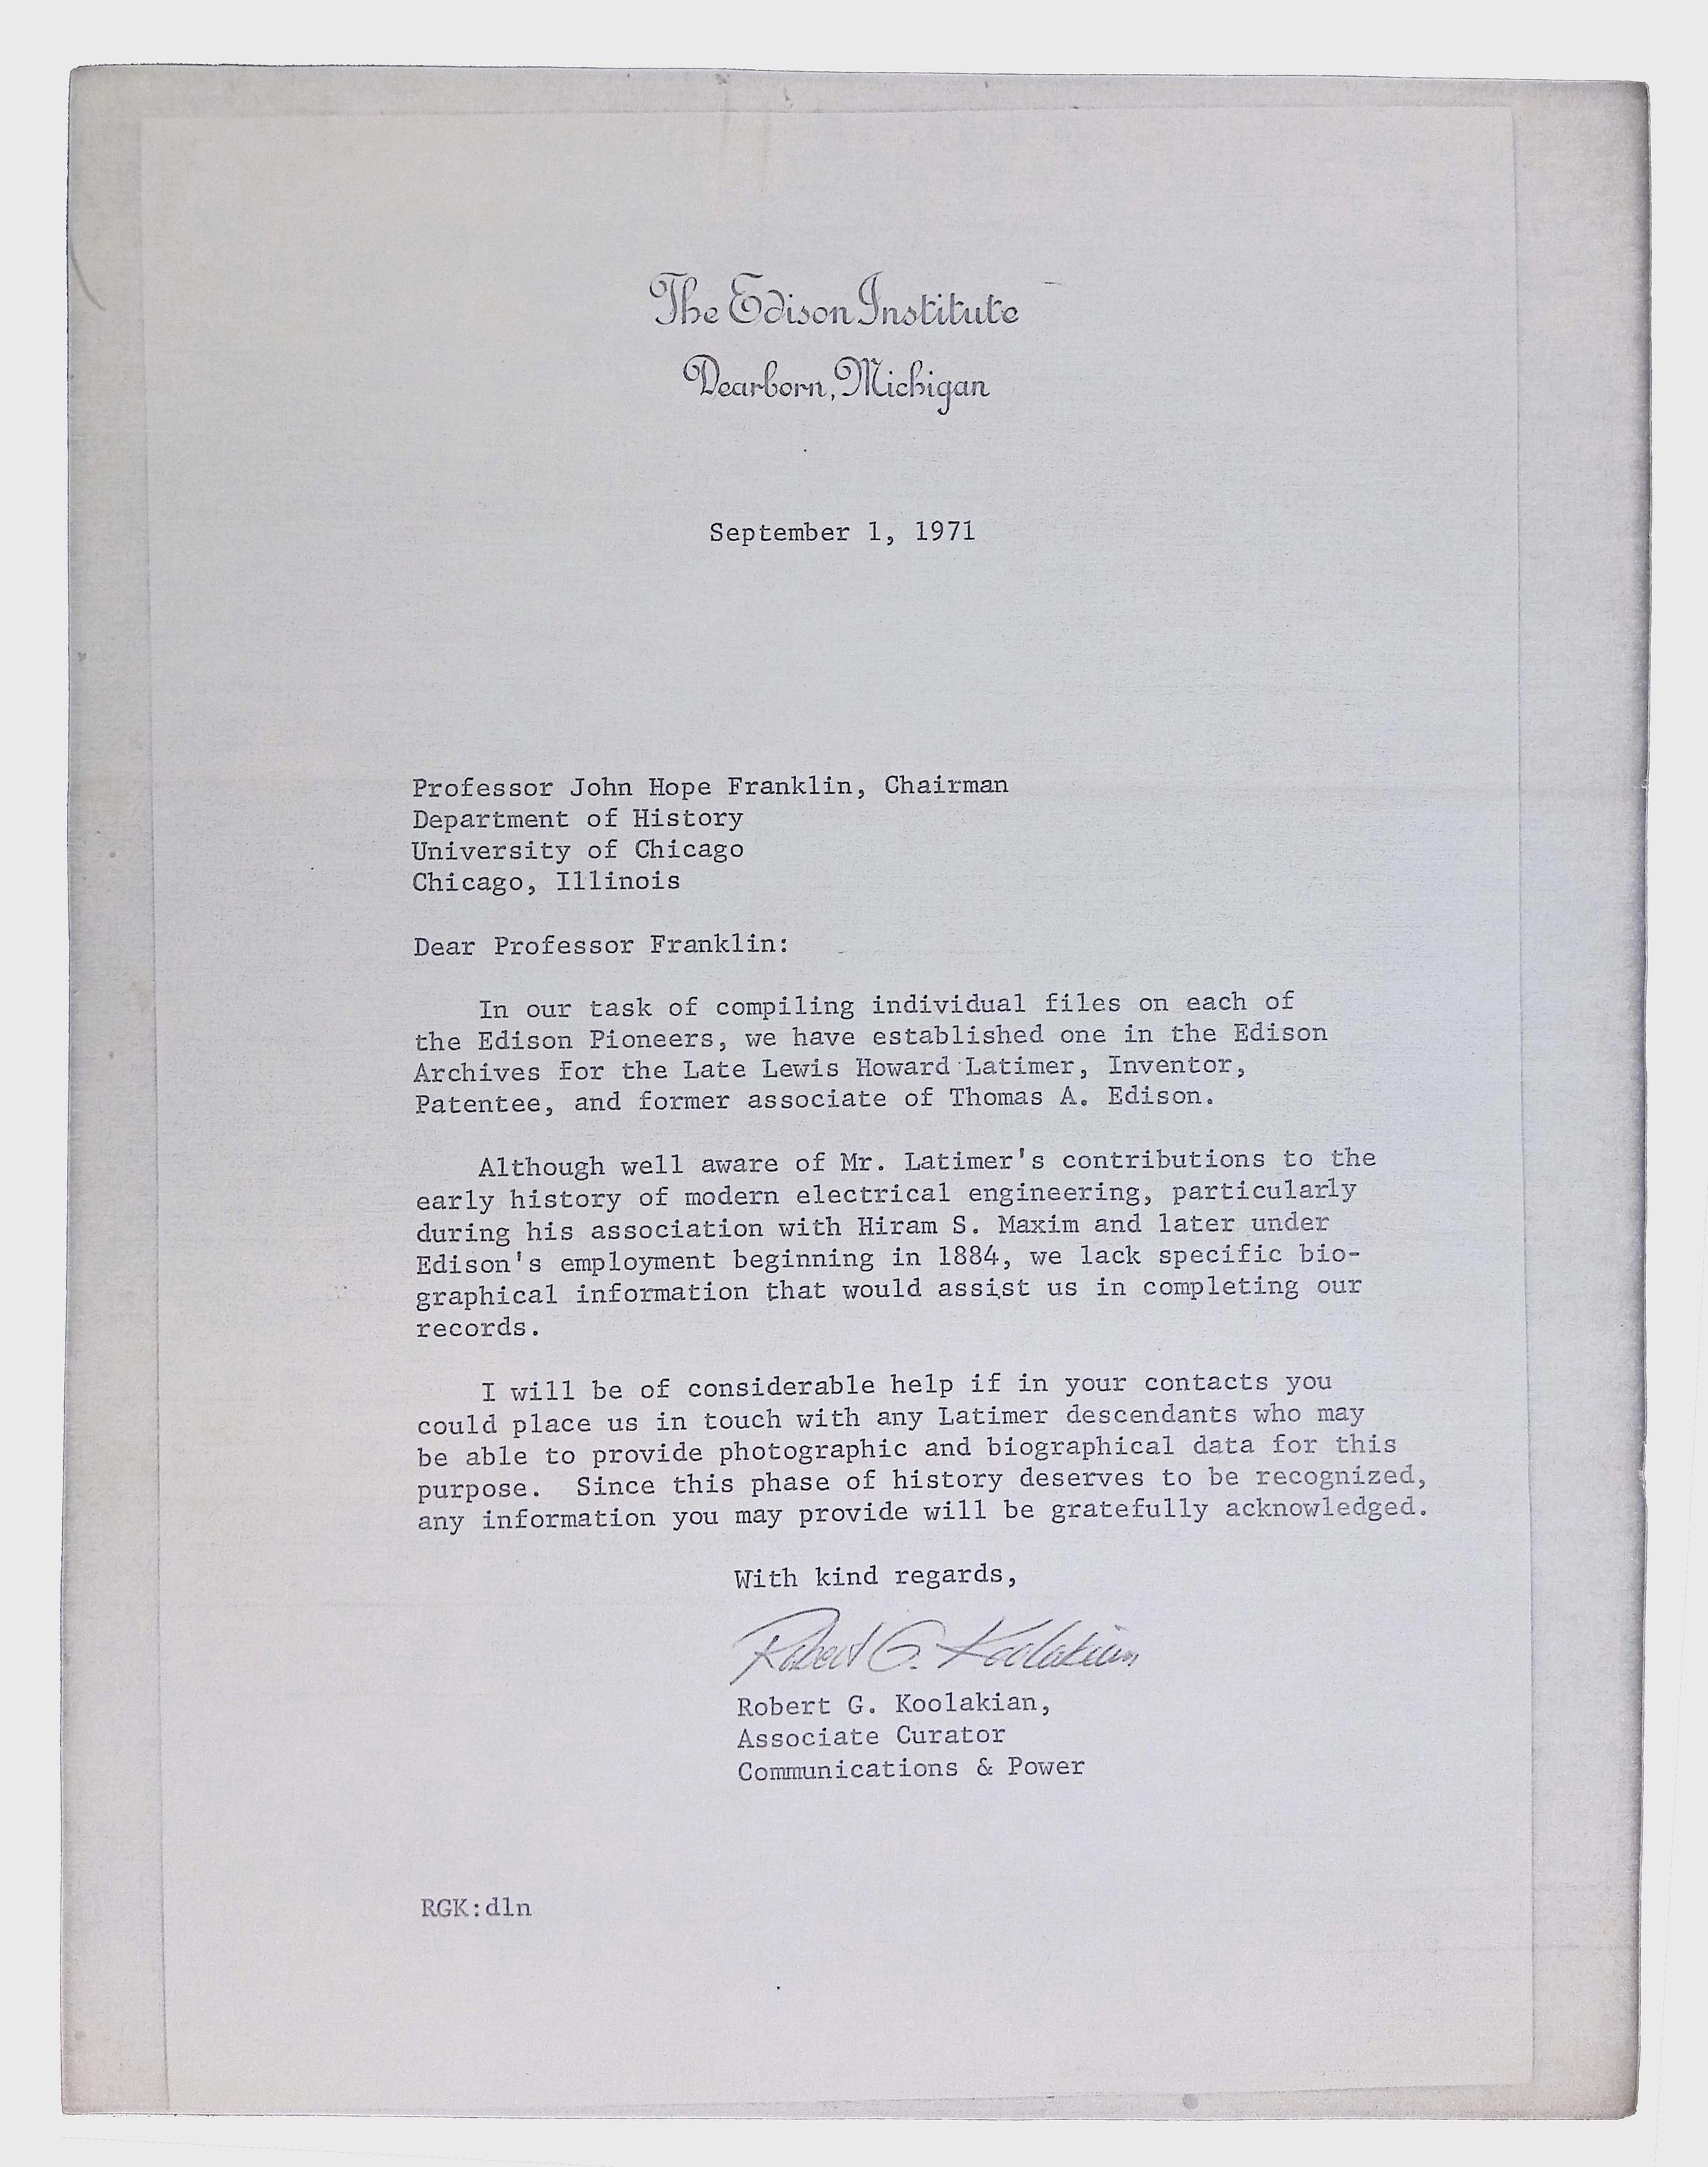 The Edison Institute
Dearborn, Michigan
September 1, 1971
Professor John Hope Franklin, Chairman
Department of History
University of Chicago
Chicago, Illinois
Dear Professor Franklin:
In our task of compiling individual files on each of
the Edison Pioneers, we have established one in the Edison
Archives for the Late Lewis Howard Latimer, Inventor,
Patentee, and former associate of Thomas A. Edison.
Although well aware of Mr. Latimer's contributions to the
early history of modern electrical engineering, particularly
during his association with Hiram S. Maxim and later under
Edison's employment beginning in 1884, we lack specific bio-
graphical information that would assist us in completing our
records.
I will be of considerable help if in your contacts you
could place us in touch with any Latimer descendants who may
be able to provide photographic and biographical data for this
purpose.  Since this phase of history deserves to be recognized,
any information you may provide will be gratefully acknowledged.
With kind regards,
Robert G. Koolakian
Robert G. Koolakian,
Associate Curator
Communications & Power
RGK:dln